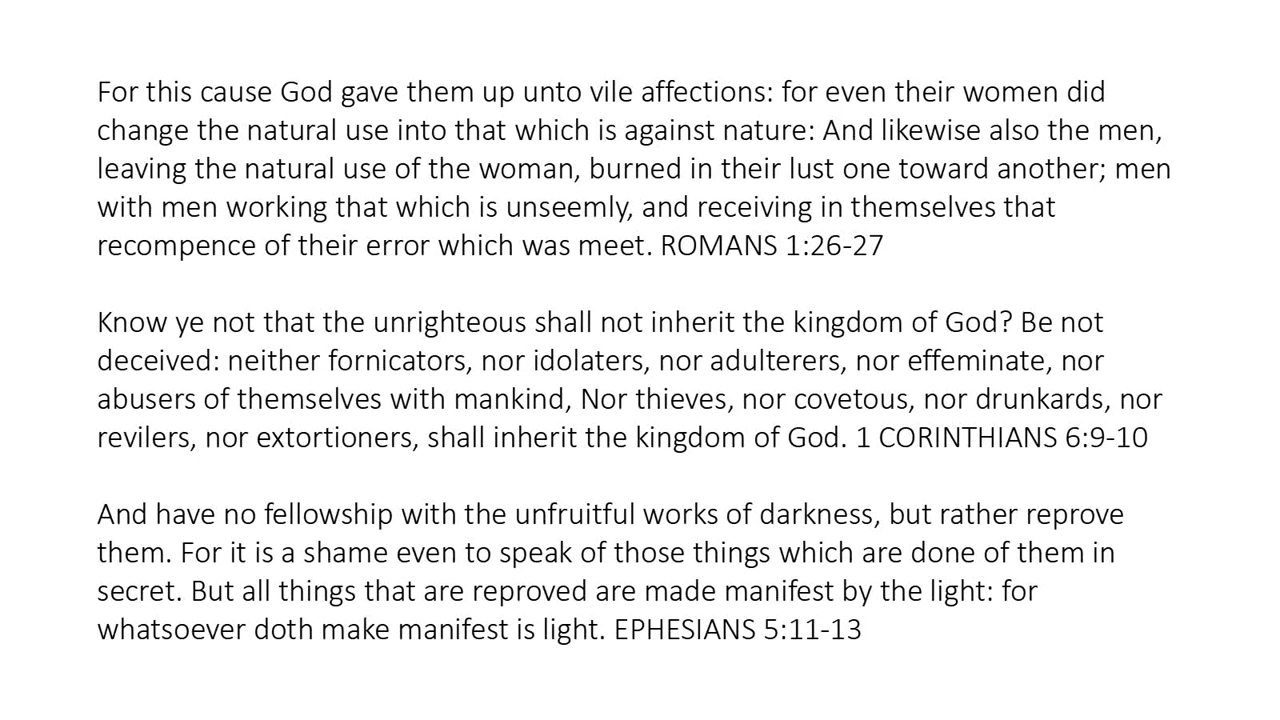 For this cause God gave them up unto vile affections: for even their women did
change the natural use into that which is against nature: And likewise also the men,
leaving the natural use of the woman, burned in their lust one toward another; men
with men working that which is unseemly, and receiving in themselves that
recompence of their error which was meet. ROMANS 1:26-27
Know ye not that the unrighteous shall not inherit the kingdom of God? Be not
deceived: neither fornicators, nor idolaters, nor adulterers, nor effeminate, nor
abusers of themselves with mankind, Nor thieves, nor covetous, nor drunkards, nor
revilers, nor extortioners, shall inherit the kingdom of God. 1 CORINTHIANS 6:9-10
And have no fellowship with the unfruitful works of darkness, but rather reprove
them. For it is a shame even to speak of those things which are done of them in
secret. But all things that are reproved are made manifest by the light: for
whatsoever doth make manifest is light. EPHESIANS 5:11-13